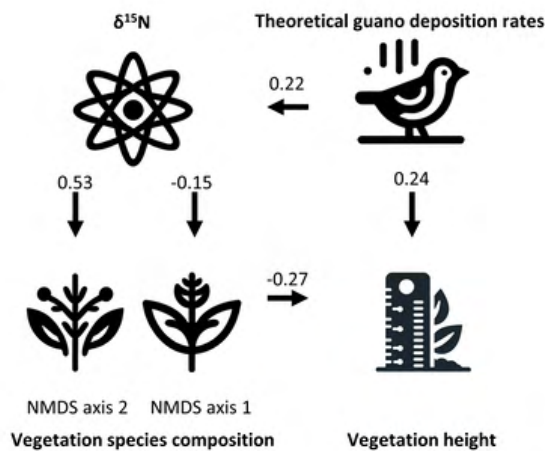 δ¹⁵N
Theoretical guano deposition rates
0.22
0.53
-0.15
0.24
-0.27
NMDS axis 2
NMDS axis 1
Vegetation species composition
Vegetation height